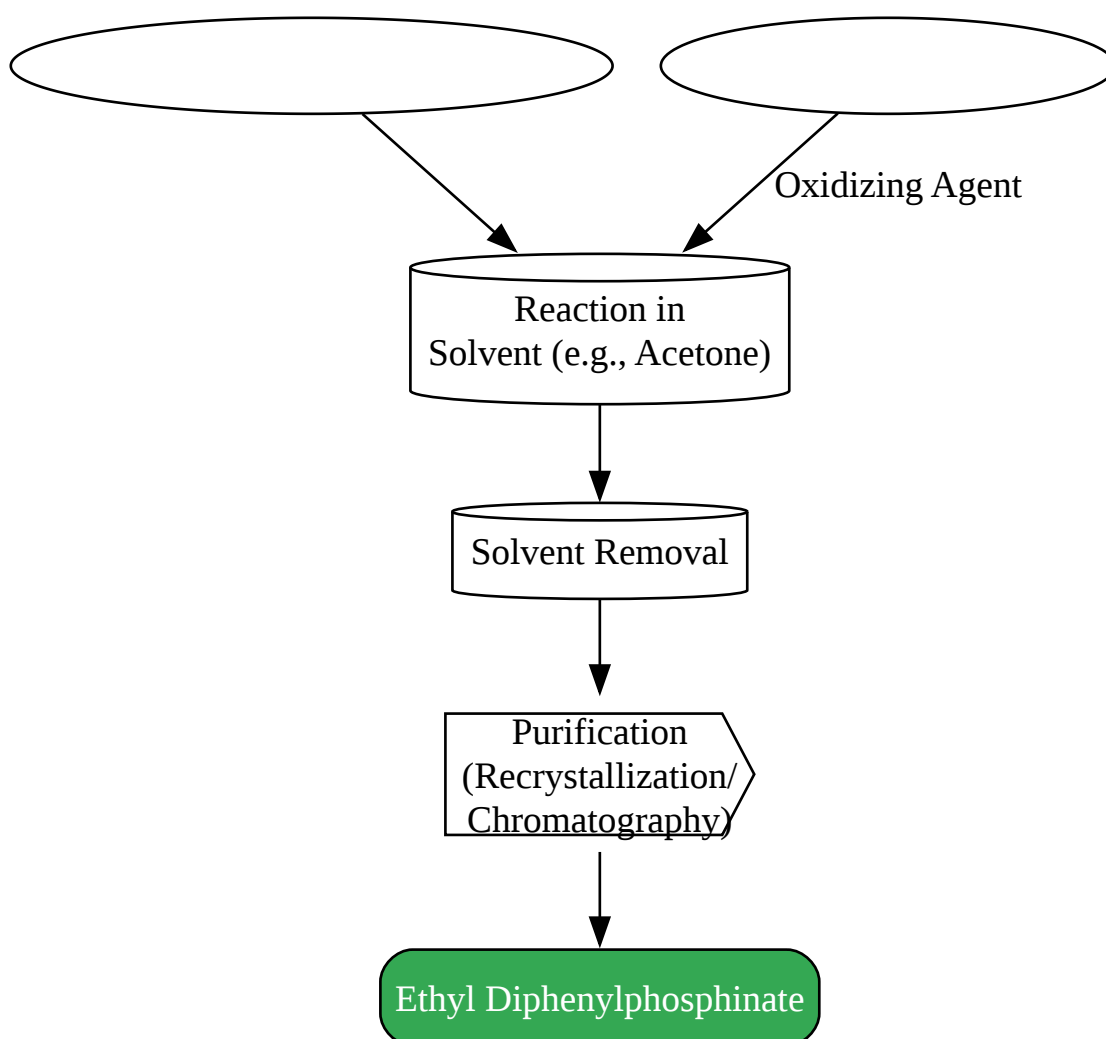 Oxidizing Agent
Reaction in
Solvent (e.g., Acetone)
Solvent Removal
Purification
(Recrystallization/
Chromatography)
Ethyl Diphenylphosphinate